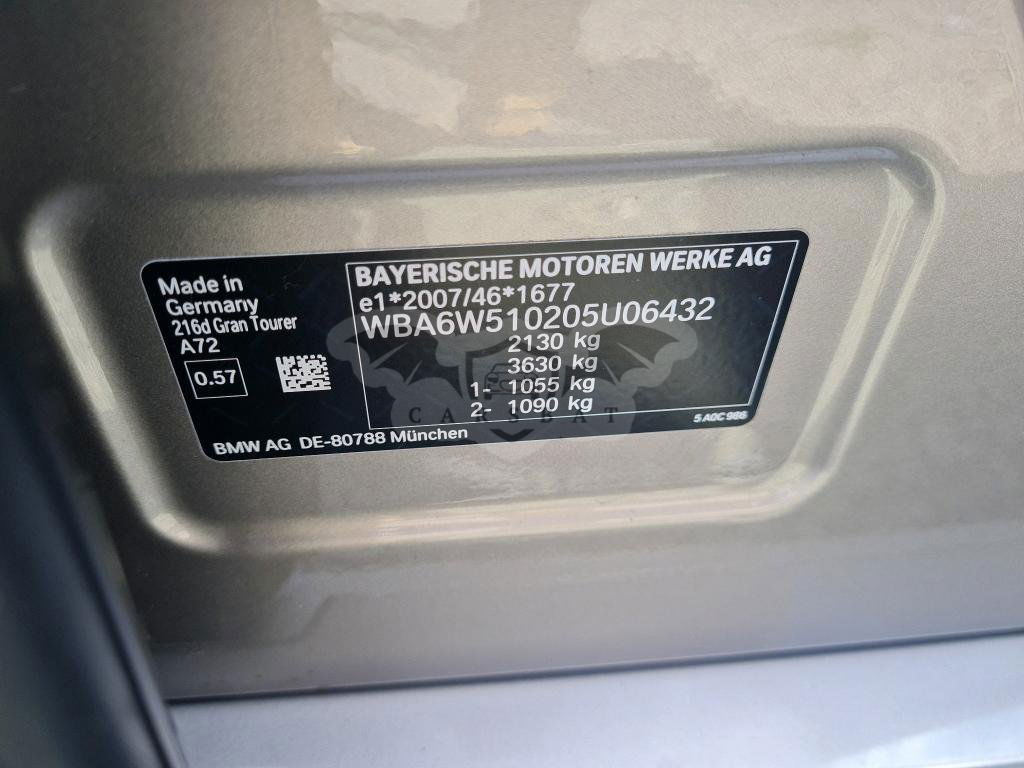 Made in
Germany
216d Gran Tourer
A72
0.57
BAYERISCHE MOTOREN WERKE AG
e1*2007/46*1677
WBA6W510205U06432
2130 kg
3630 kg
1- 1055 kg
2- 1090 kg
CARSBAT
5 A0C 986
BMW AG DE-80788 München